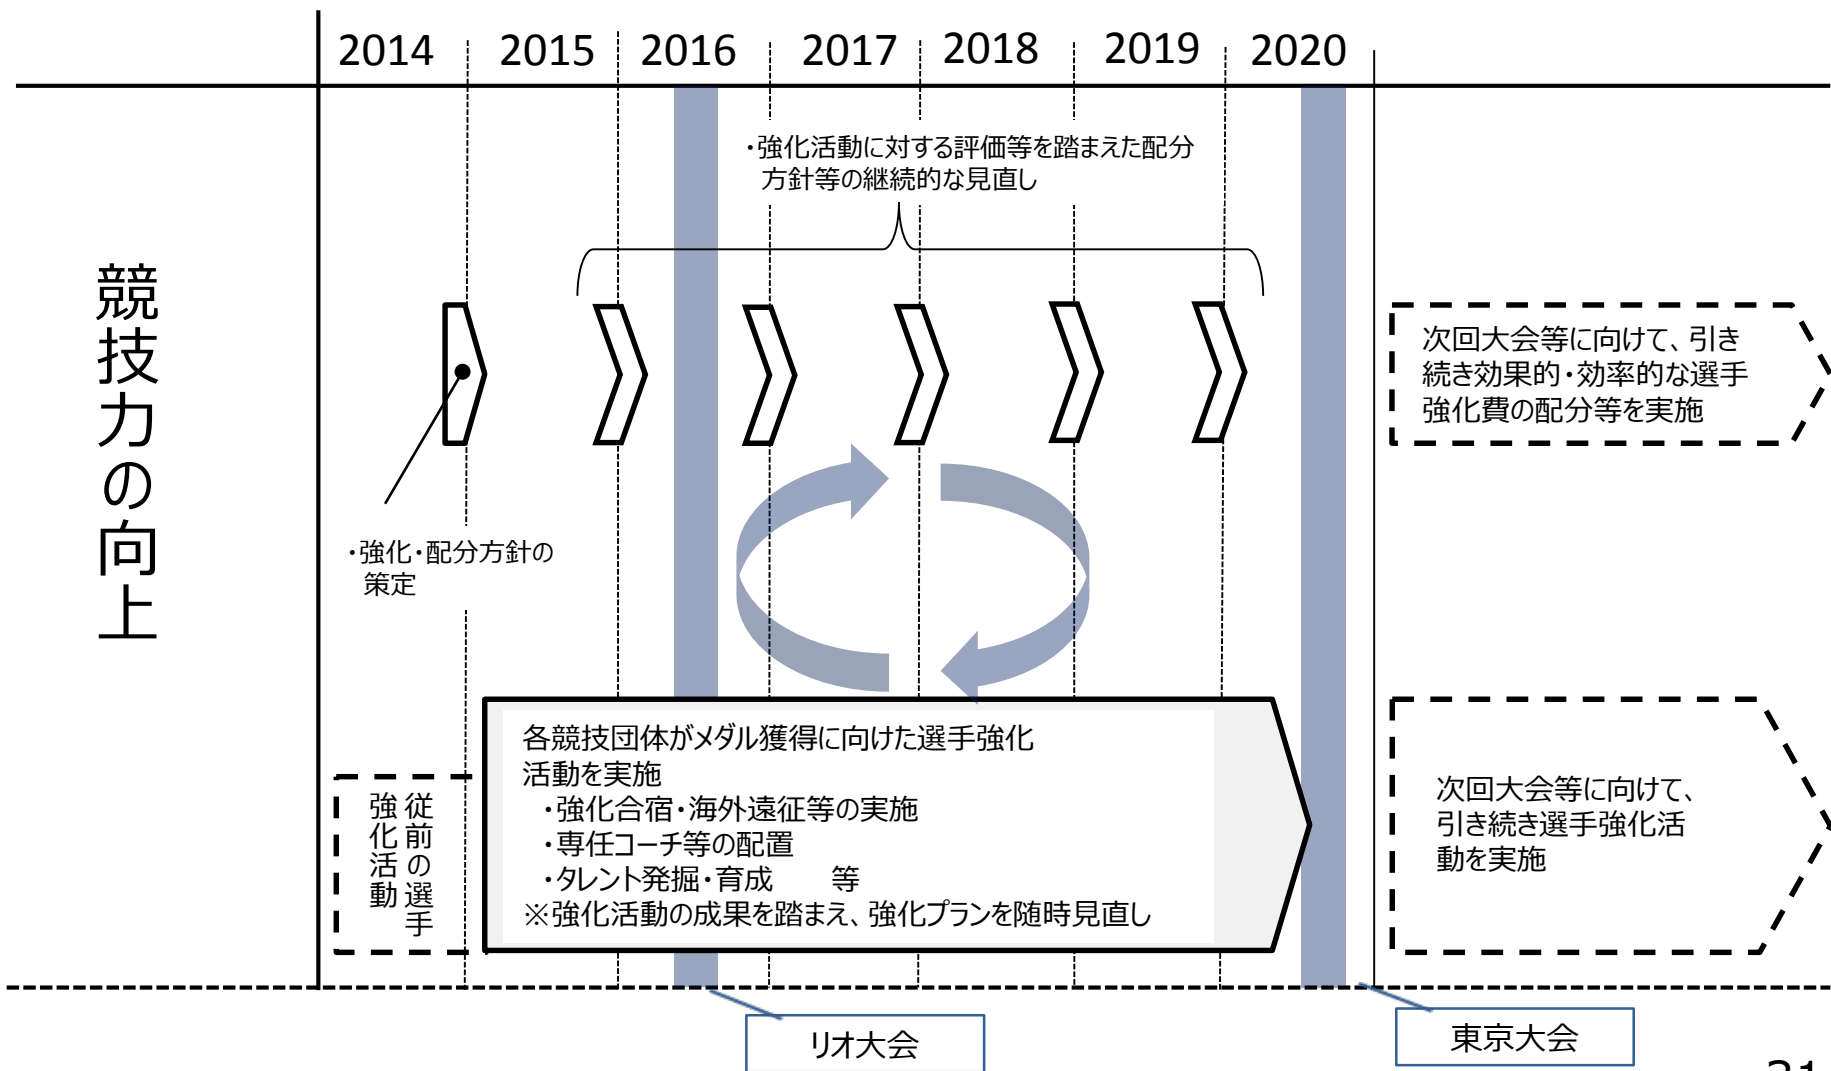 2014 2015 2016 2017 2018 2019 2020
競技力の向上
・強化活動に対する評価等を踏まえた配分
方針等の継続的な見直し
・強化・配分方針の
策定
次回大会等に向けて、引き
続き効果的・効率的な選手
強化費の配分等を実施
従前の選手
強化活動
各競技団体がメダル獲得に向けた選手強化
活動を実施
・強化合宿・海外遠征等の実施
・専任コーチ等の配置
・タレント発掘・育成　　等
※強化活動の成果を踏まえ、強化プランを随時見直し
次回大会等に向けて、
引き続き選手強化活
動を実施
リオ大会
東京大会